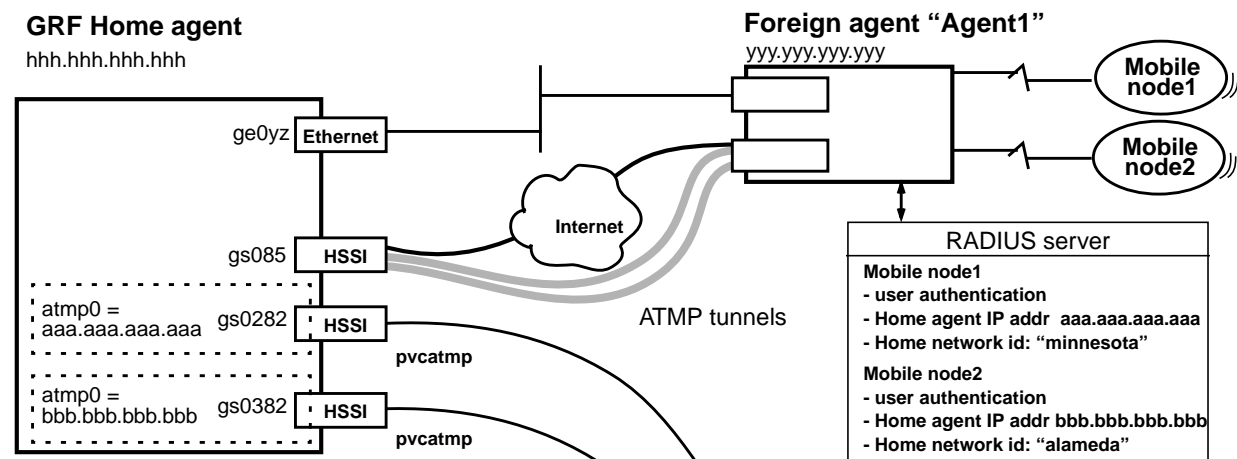 GRF Home agent
hhh.hhh.hhh.hhh
Foreign agent “Agent1”
yyy.yyy.yyy.yyy
Mobile
node1
Mobile
node2
ge0yz
Ethernet
Internet
gs085
HSSI
ATMP tunnels
atmp0 =
aaa.aaa.aaa.aaa
gs0282
HSSI
pvcatmp
atmp0 =
bbb.bbb.bbb.bbb
gs0382
HSSI
pvcatmp
RADIUS server
Mobile node1
- user authentication
- Home agent IP addr aaa.aaa.aaa.aaa
- Home network id: “minnesota”
Mobile node2
- user authentication
- Home agent IP addr bbb.bbb.bbb.bbb
- Home network id: “alameda”